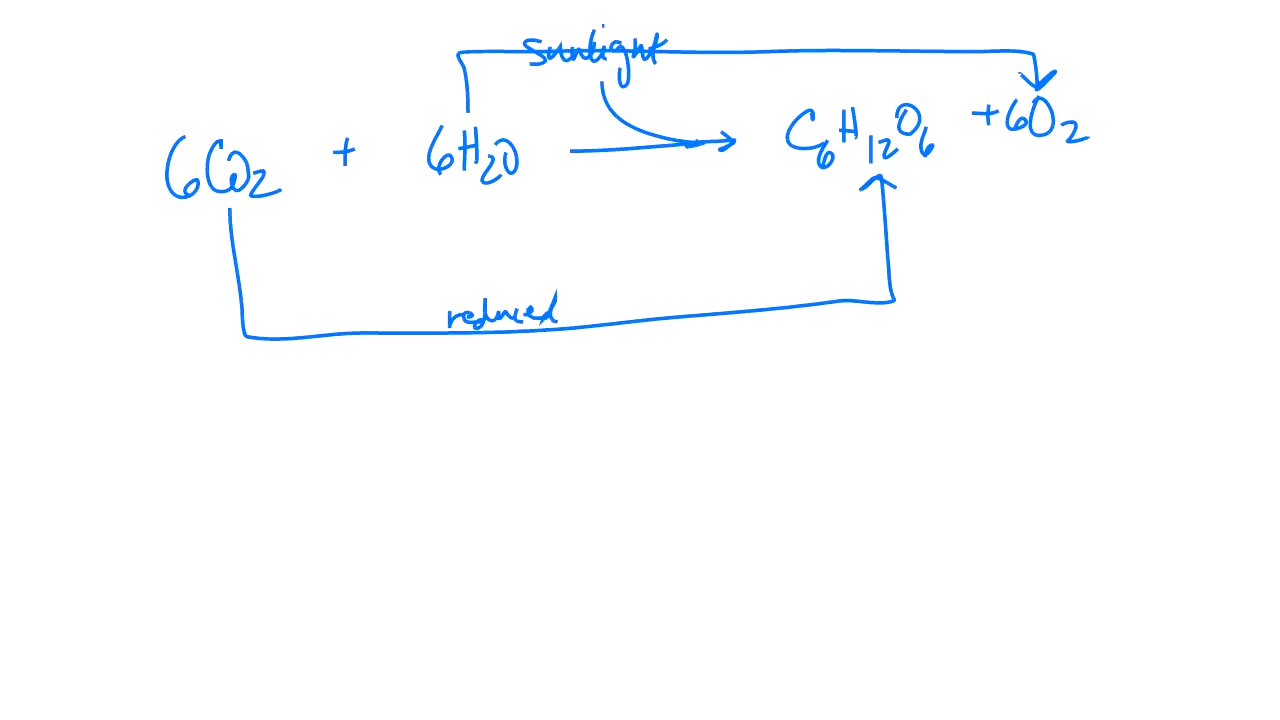 sunlight
6CO₂ + 6H₂O → C₆H₁₂O₆ + 6O₂
reduced